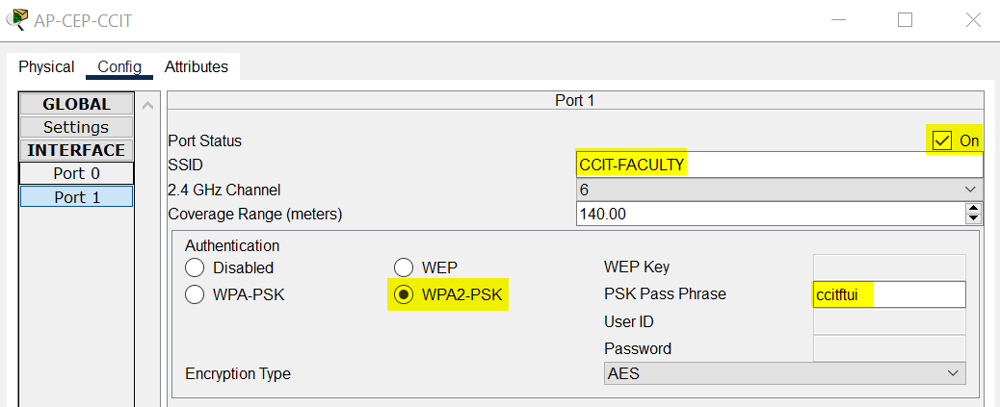 AP-CEP-CCIT
Physical Config Attributes
GLOBAL
Settings
INTERFACE
Port 0
Port 1
Port 1
Port Status On
SSID CCIT-FACULTY
2.4 GHz Channel 6
Coverage Range (meters) 140.00
Authentication
Disabled WEP WEP Key
WPA-PSK WPA2-PSK PSK Pass Phrase ccitftui
User ID
Password
Encryption Type AES